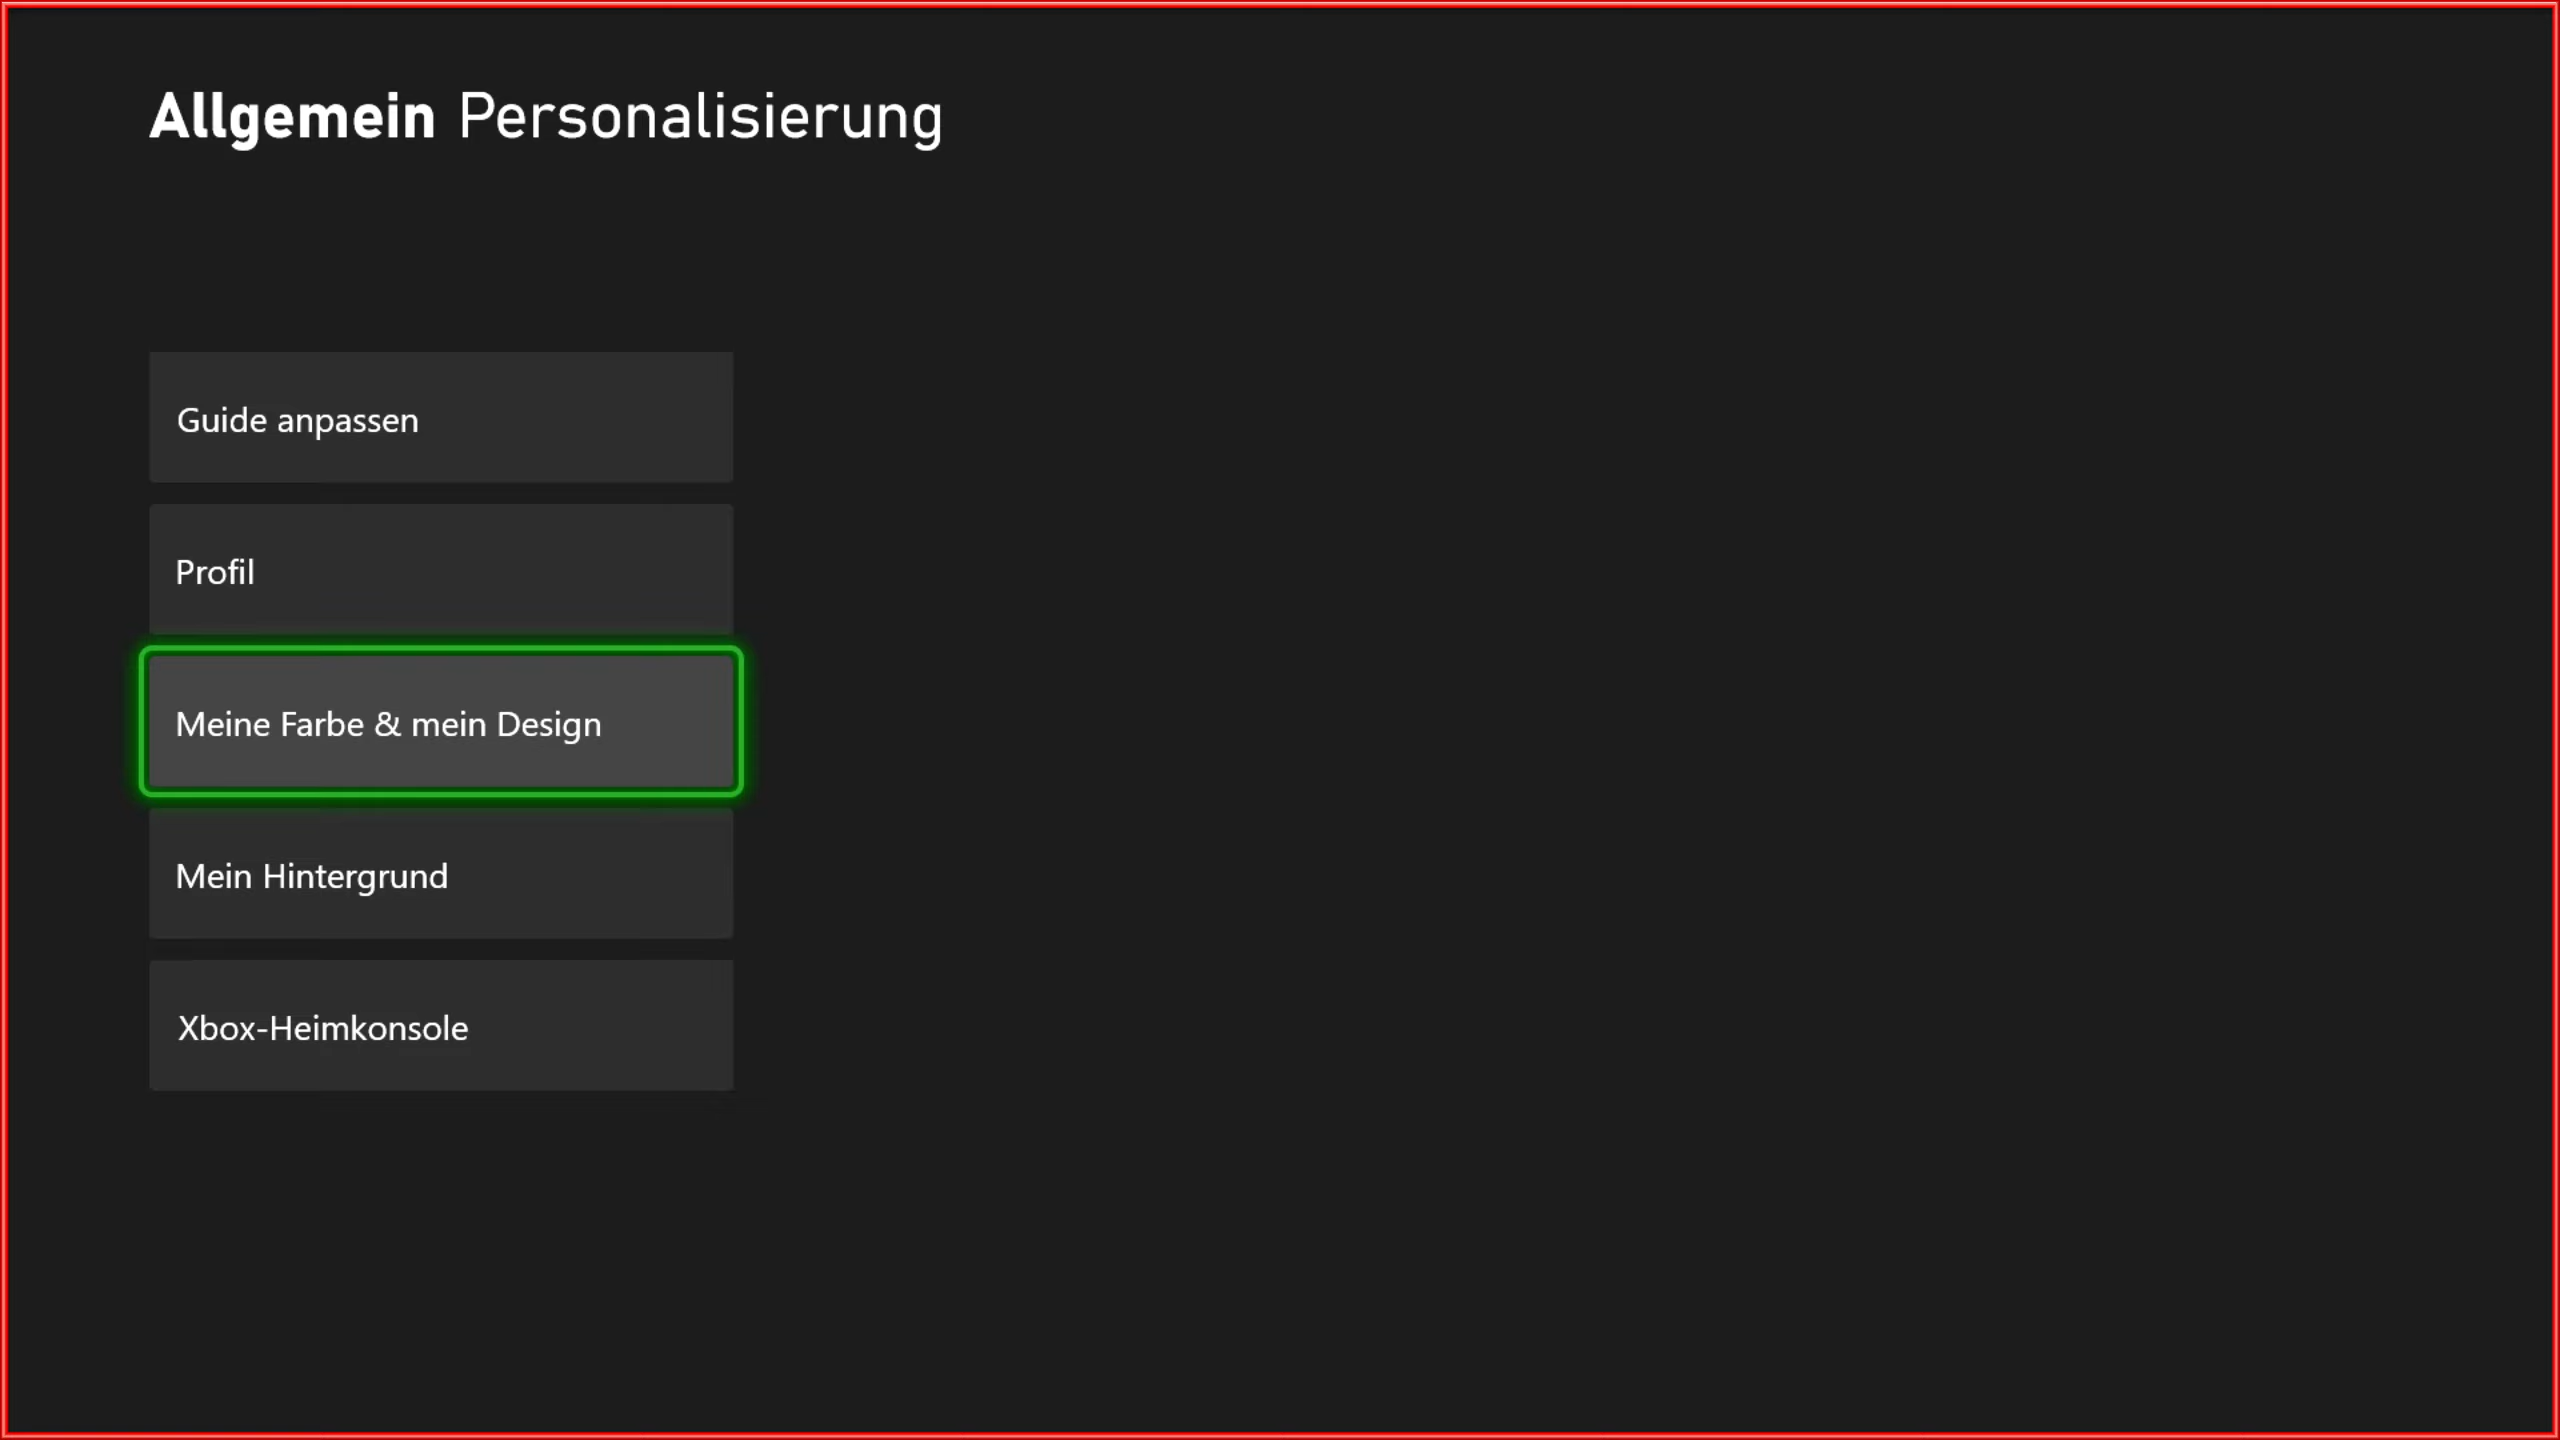 Allgemein Personalisierung
Guide anpassen
Profil
Meine Farbe & mein Design
Mein Hintergrund
Xbox-Heimkonsole